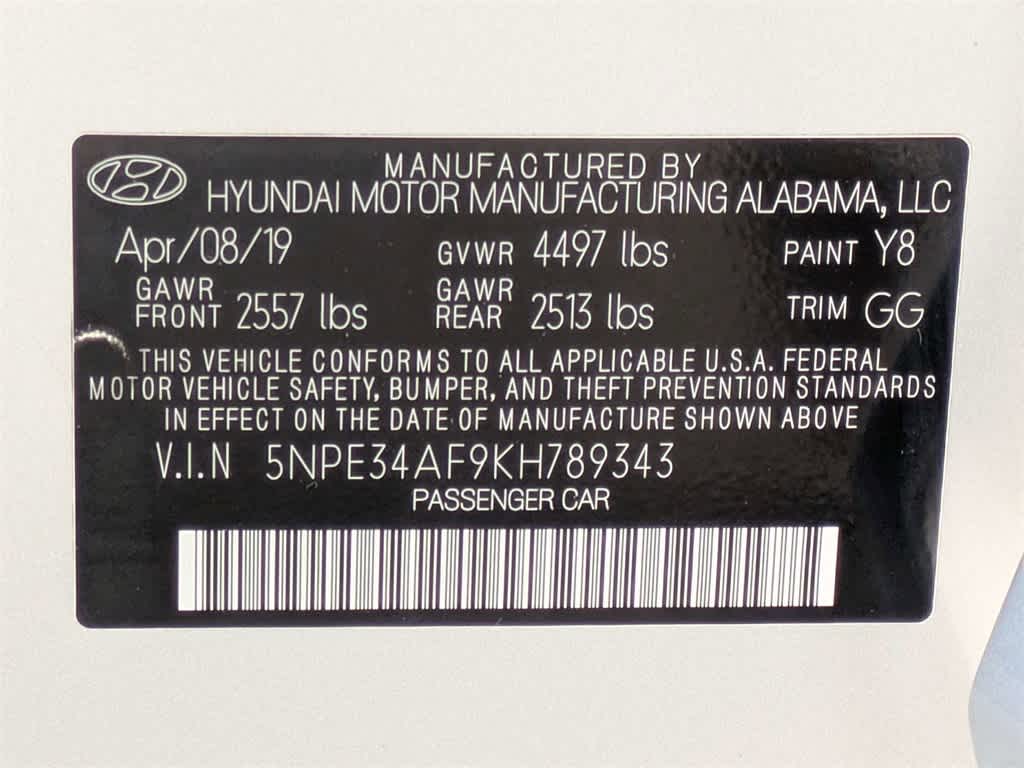 MANUFACTURED BY
HYUNDAI MOTOR MANUFACTURING ALABAMA, LLC
Apr/08/19 GVWR 4497 lbs PAINT Y8
GAWR FRONT 2557 lbs GAWR REAR 2513 lbs TRIM GG
THIS VEHICLE CONFORMS TO ALL APPLICABLE U.S.A. FEDERAL
MOTOR VEHICLE SAFETY, BUMPER, AND THEFT PREVENTION STANDARDS
IN EFFECT ON THE DATE OF MANUFACTURE SHOWN ABOVE
V.I.N 5NPE34AF9KH789343
PASSENGER CAR